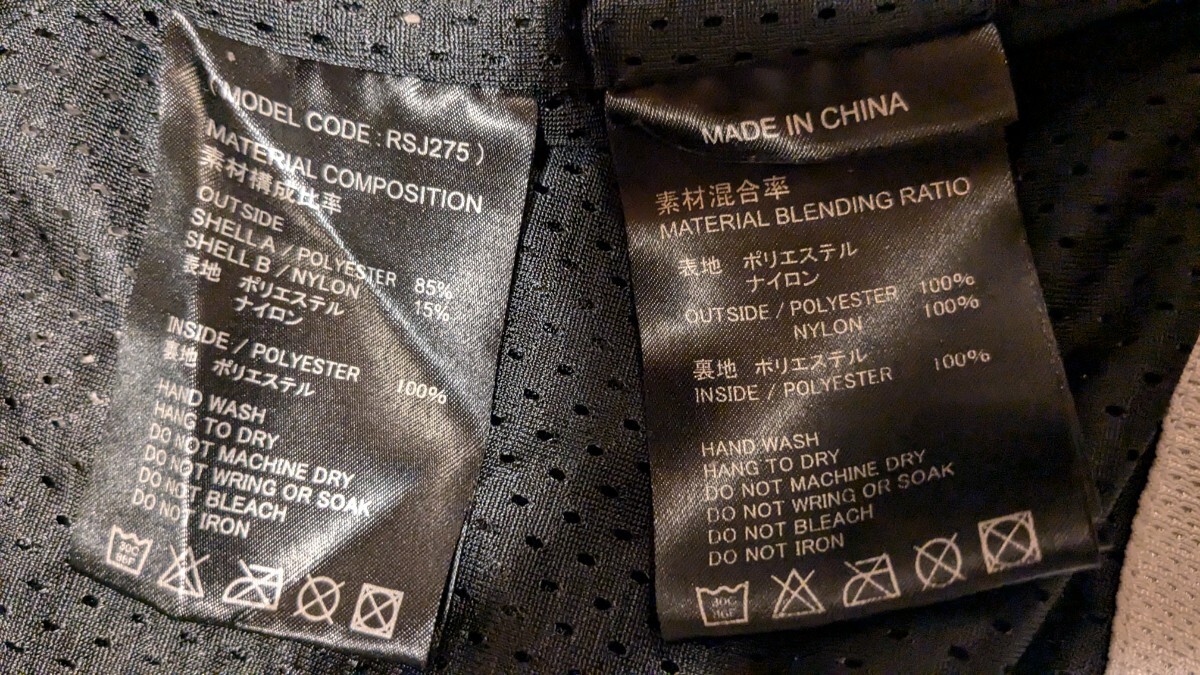 ( MODEL CODE : RSJ275 )
MATERIAL COMPOSITION
素材構成比率
OUTSIDE
SHELL A / POLYESTER 85%
SHELL B / NYLON 15%
表地 ポリエステル
ナイロン
INSIDE / POLYESTER 100%
裏地 ポリエステル
HAND WASH
HANG TO DRY
DO NOT MACHINE DRY
DO NOT WRING OR SOAK
DO NOT BLEACH
DO NOT IRON
30C
86F
MADE IN CHINA
素材混合率
MATERIAL BLENDING RATIO
表地 ポリエステル
ナイロン
OUTSIDE / POLYESTER 100%
NYLON 100%
裏地 ポリエステル
INSIDE / POLYESTER 100%
HAND WASH
HANG TO DRY
DO NOT MACHINE DRY
DO NOT WRING OR SOAK
DO NOT BLEACH
DO NOT IRON
30C
86F